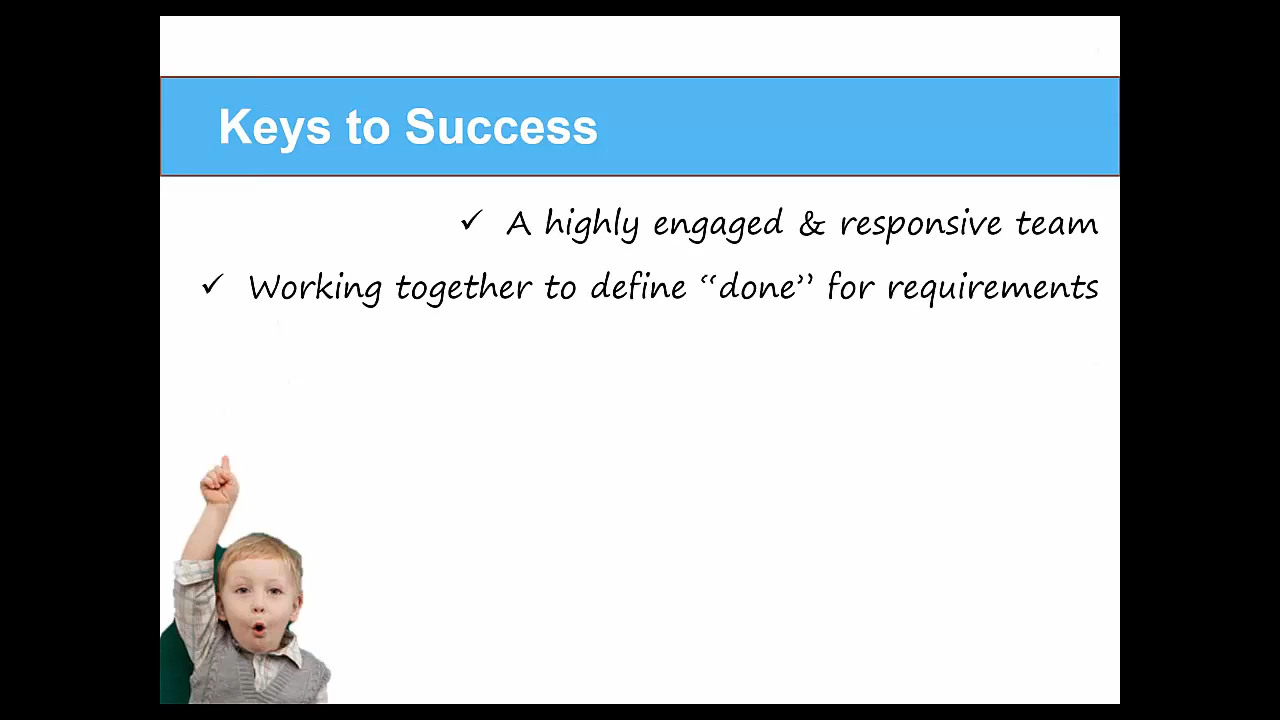 Keys to Success
✓ A highly engaged & responsive team
✓ Working together to define “done” for requirements